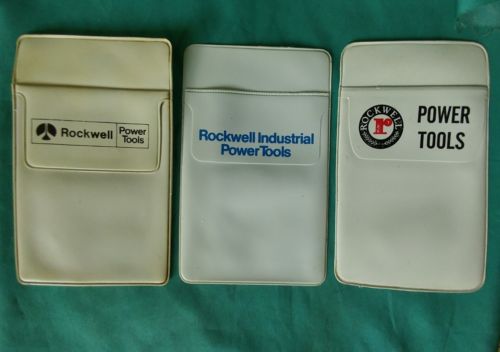 Rockwell
Power
Tools
Rockwell Industrial
Power Tools
ROCKWELL
r
POWER
TOOLS